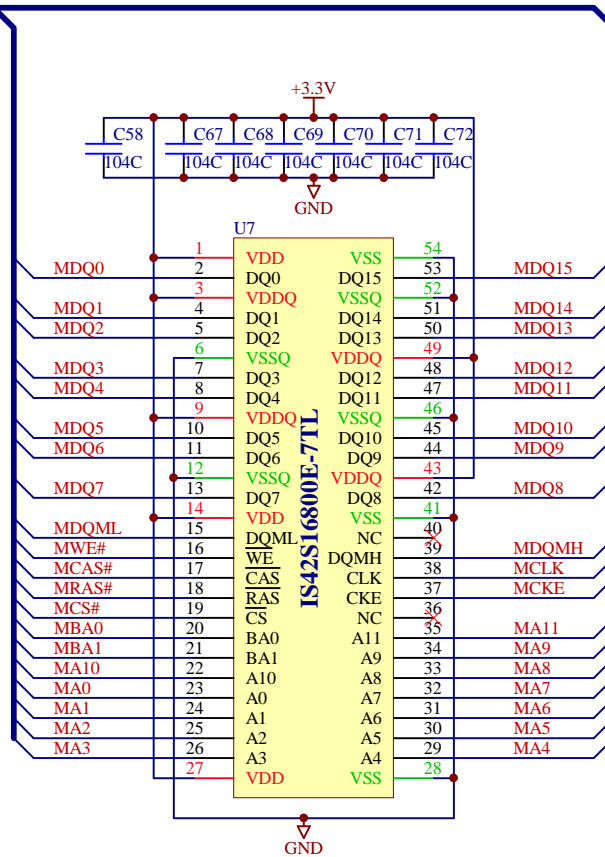 +3.3V
C58 C67 C68 C69 C70 C71 C72
104C 104C 104C 104C 104C 104C 104C
GND
U7
1 VDD VSS 54
MDQ0 2 DQ0 DQ15 53 MDQ15
3 VDDQ VSSQ 52
MDQ1 4 DQ1 DQ14 51 MDQ14
MDQ2 5 DQ2 DQ13 50 MDQ13
6 VSSQ VDDQ 49
MDQ3 7 DQ3 DQ12 48 MDQ12
MDQ4 8 DQ4 DQ11 47 MDQ11
9 VDDQ VSSQ 46
MDQ5 10 DQ5 DQ10 45 MDQ10
MDQ6 11 DQ6 DQ9 44 MDQ9
12 VSSQ VDDQ 43
MDQ7 13 DQ7 DQ8 42 MDQ8
14 VDD VSS 41
MDQML 15 DQML NC 40
MWE# 16 WE DQMH 39 MDQMH
MCAS# 17 CAS CLK 38 MCLK
MRAS# 18 RAS CKE 37 MCKE
MCS# 19 CS NC 36
MBA0 20 BA0 A11 35 MA11
MBA1 21 BA1 A9 34 MA9
MA10 22 A10 A8 33 MA8
MA0 23 A0 A7 32 MA7
MA1 24 A1 A6 31 MA6
MA2 25 A2 A5 30 MA5
MA3 26 A3 A4 29 MA4
27 VDD VSS 28
IS42S16800E-7TL
GND